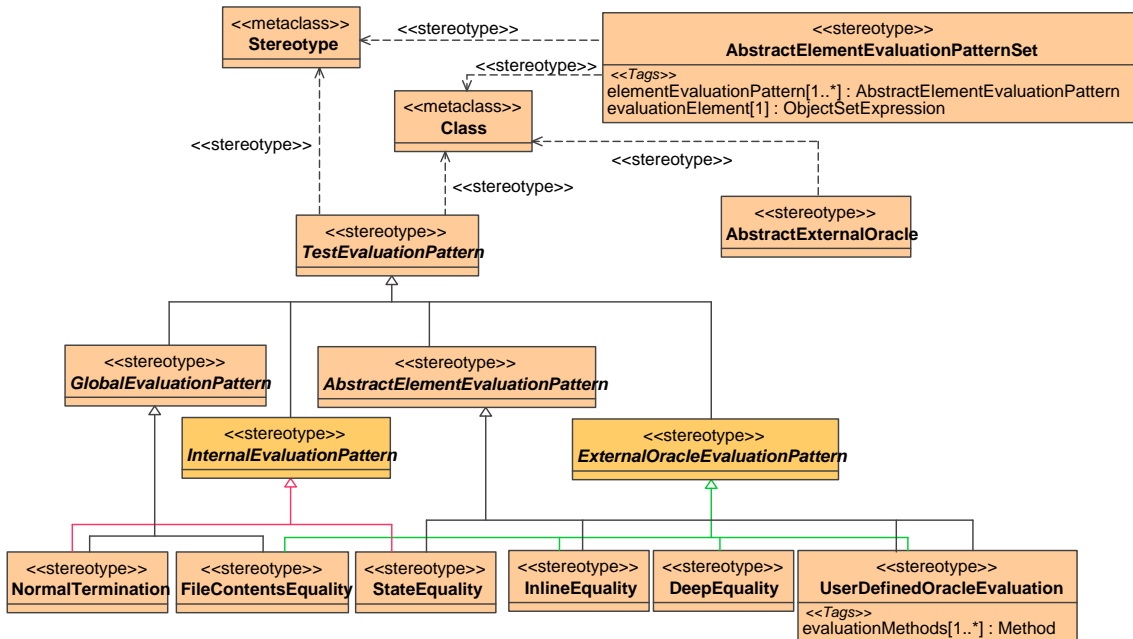 <<metaclass>>
Stereotype
<<stereotype>>
<<stereotype>>
AbstractElementEvaluationPatternSet
<<Tags>>
elementEvaluationPattern[1..*] : AbstractElementEvaluationPattern
evaluationElement[1] : ObjectSetExpression
<<stereotype>>
<<metaclass>>
Class
<<stereotype>>
<<stereotype>>
<<stereotype>>
<<stereotype>>
AbstractExternalOracle
<<stereotype>>
TestEvaluationPattern
<<stereotype>>
GlobalEvaluationPattern
<<stereotype>>
AbstractElementEvaluationPattern
<<stereotype>>
InternalEvaluationPattern
<<stereotype>>
ExternalOracleEvaluationPattern
<<stereotype>>
NormalTermination
<<stereotype>>
FileContentsEquality
<<stereotype>>
StateEquality
<<stereotype>>
InlineEquality
<<stereotype>>
DeepEquality
<<stereotype>>
UserDefinedOracleEvaluation
<<Tags>>
evaluationMethods[1..*] : Method